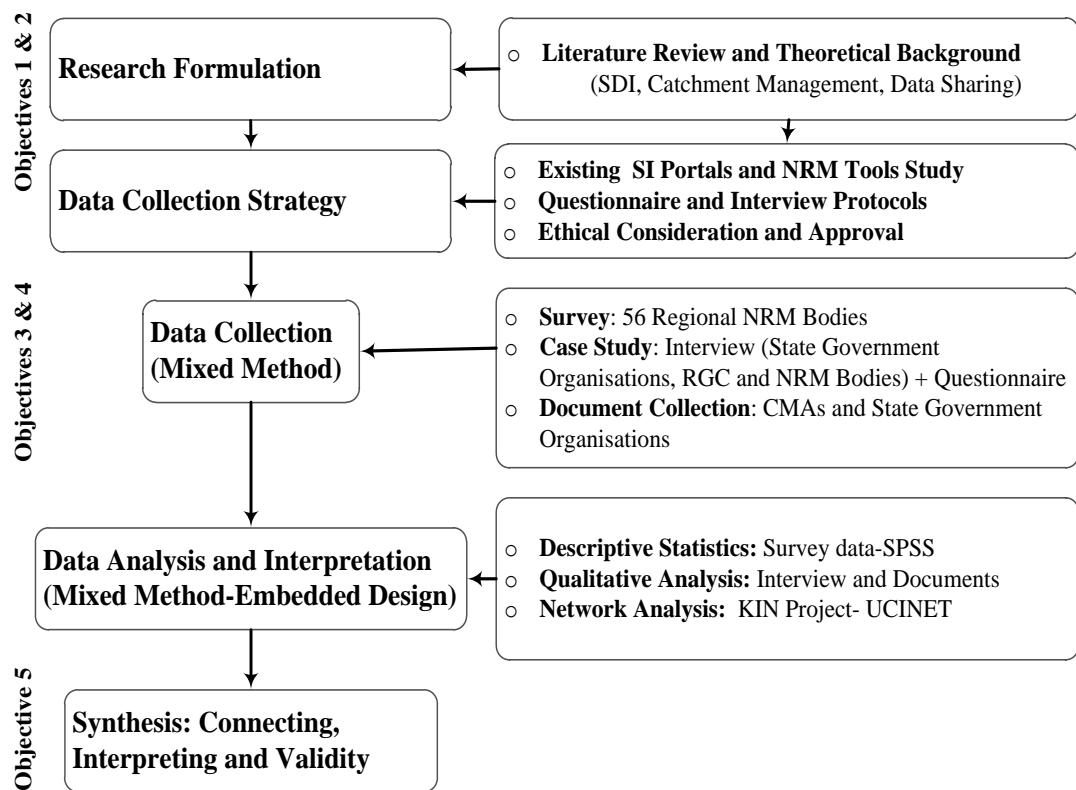 Objectives 1 & 2
Research Formulation
○ Literature Review and Theoretical Background
(SDI, Catchment Management, Data Sharing)
Data Collection Strategy
○ Existing SI Portals and NRM Tools Study
○ Questionnaire and Interview Protocols
○ Ethical Consideration and Approval
Objectives 3 & 4
Data Collection
(Mixed Method)
○ Survey: 56 Regional NRM Bodies
○ Case Study: Interview (State Government
Organisations, RGC and NRM Bodies) + Questionnaire
○ Document Collection: CMAs and State Government
Organisations
Data Analysis and Interpretation
(Mixed Method-Embedded Design)
○ Descriptive Statistics: Survey data-SPSS
○ Qualitative Analysis: Interview and Documents
○ Network Analysis: KIN Project- UCINET
Objective 5
Synthesis: Connecting,
Interpreting and Validity